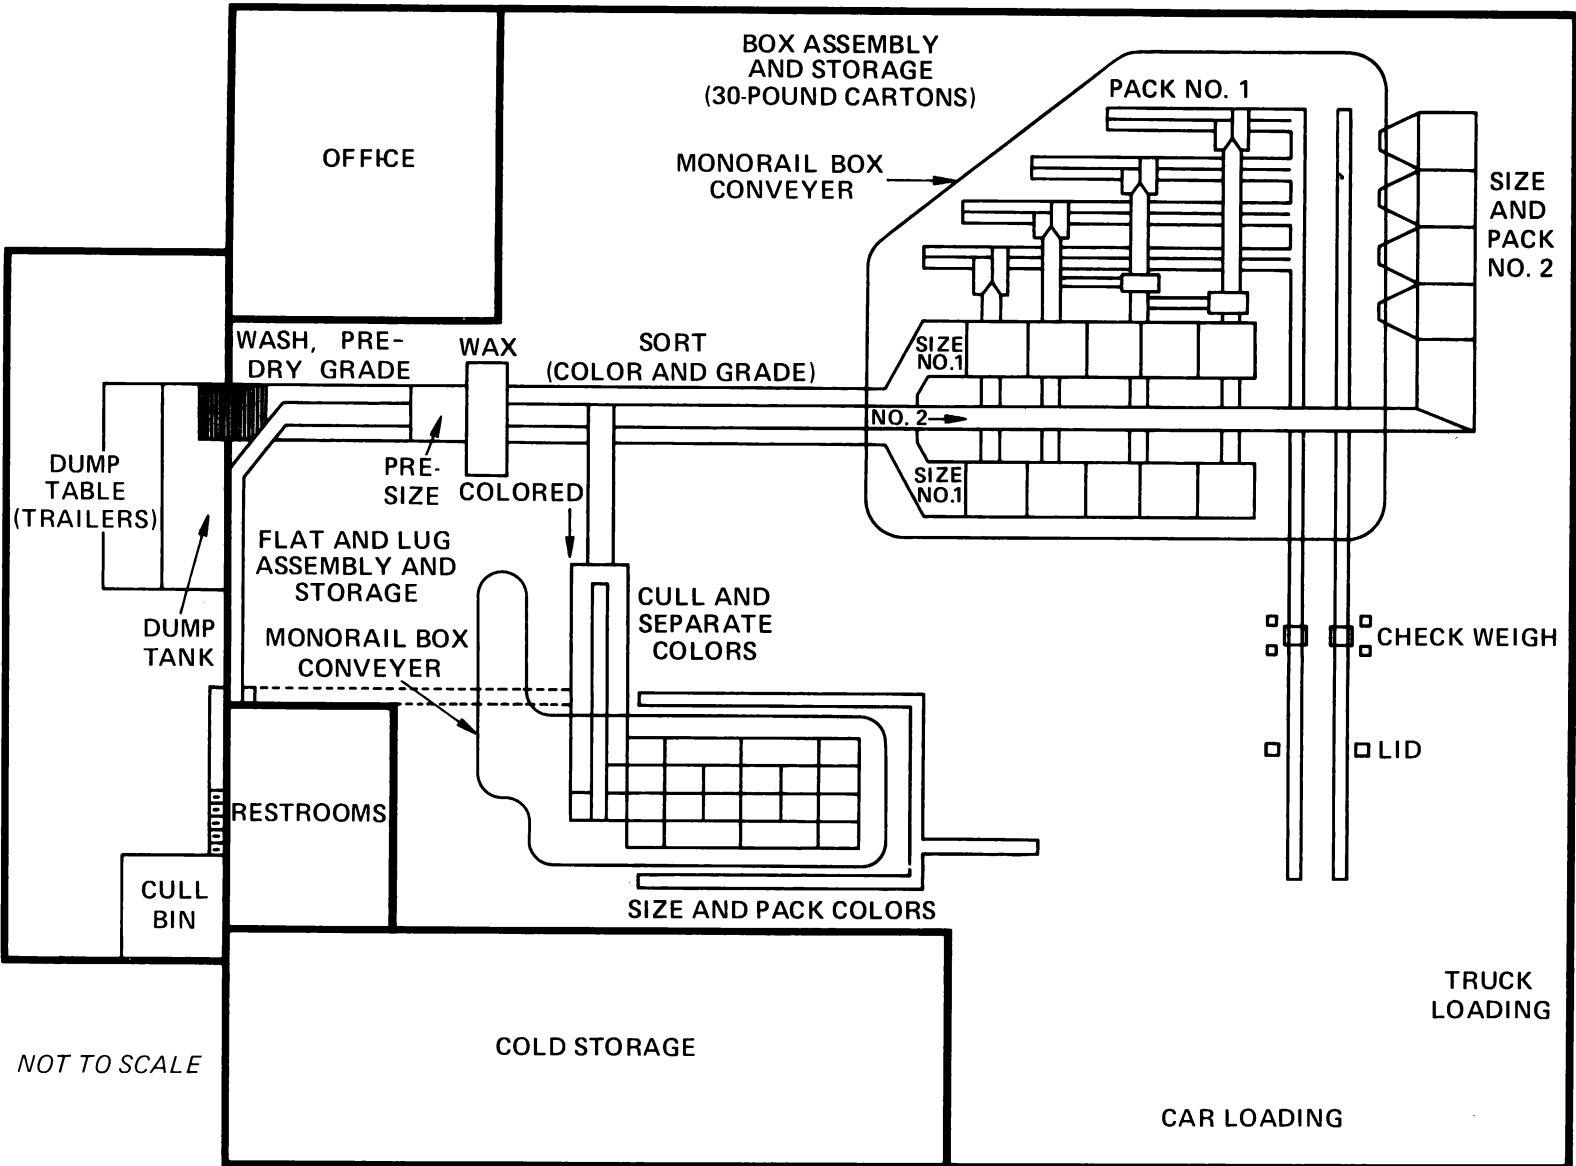 BOX ASSEMBLY
AND STORAGE
(30-POUND CARTONS)
PACK NO. 1
OFFICE
MONORAIL BOX
CONVEYER
SIZE
AND
PACK
NO. 2
WASH, PRE-
DRY GRADE
WAX
SORT
(COLOR AND GRADE)
SIZE
NO.1
NO. 2
SIZE
NO.1
PRE-
SIZE
COLORED
DUMP
TABLE
(TRAILERS)
FLAT AND LUG
ASSEMBLY AND
STORAGE
DUMP
TANK
MONORAIL BOX
CONVEYER
CULL AND
SEPARATE
COLORS
CHECK WEIGH
LID
RESTROOMS
CULL
BIN
SIZE AND PACK COLORS
TRUCK
LOADING
COLD STORAGE
NOT TO SCALE
CAR LOADING